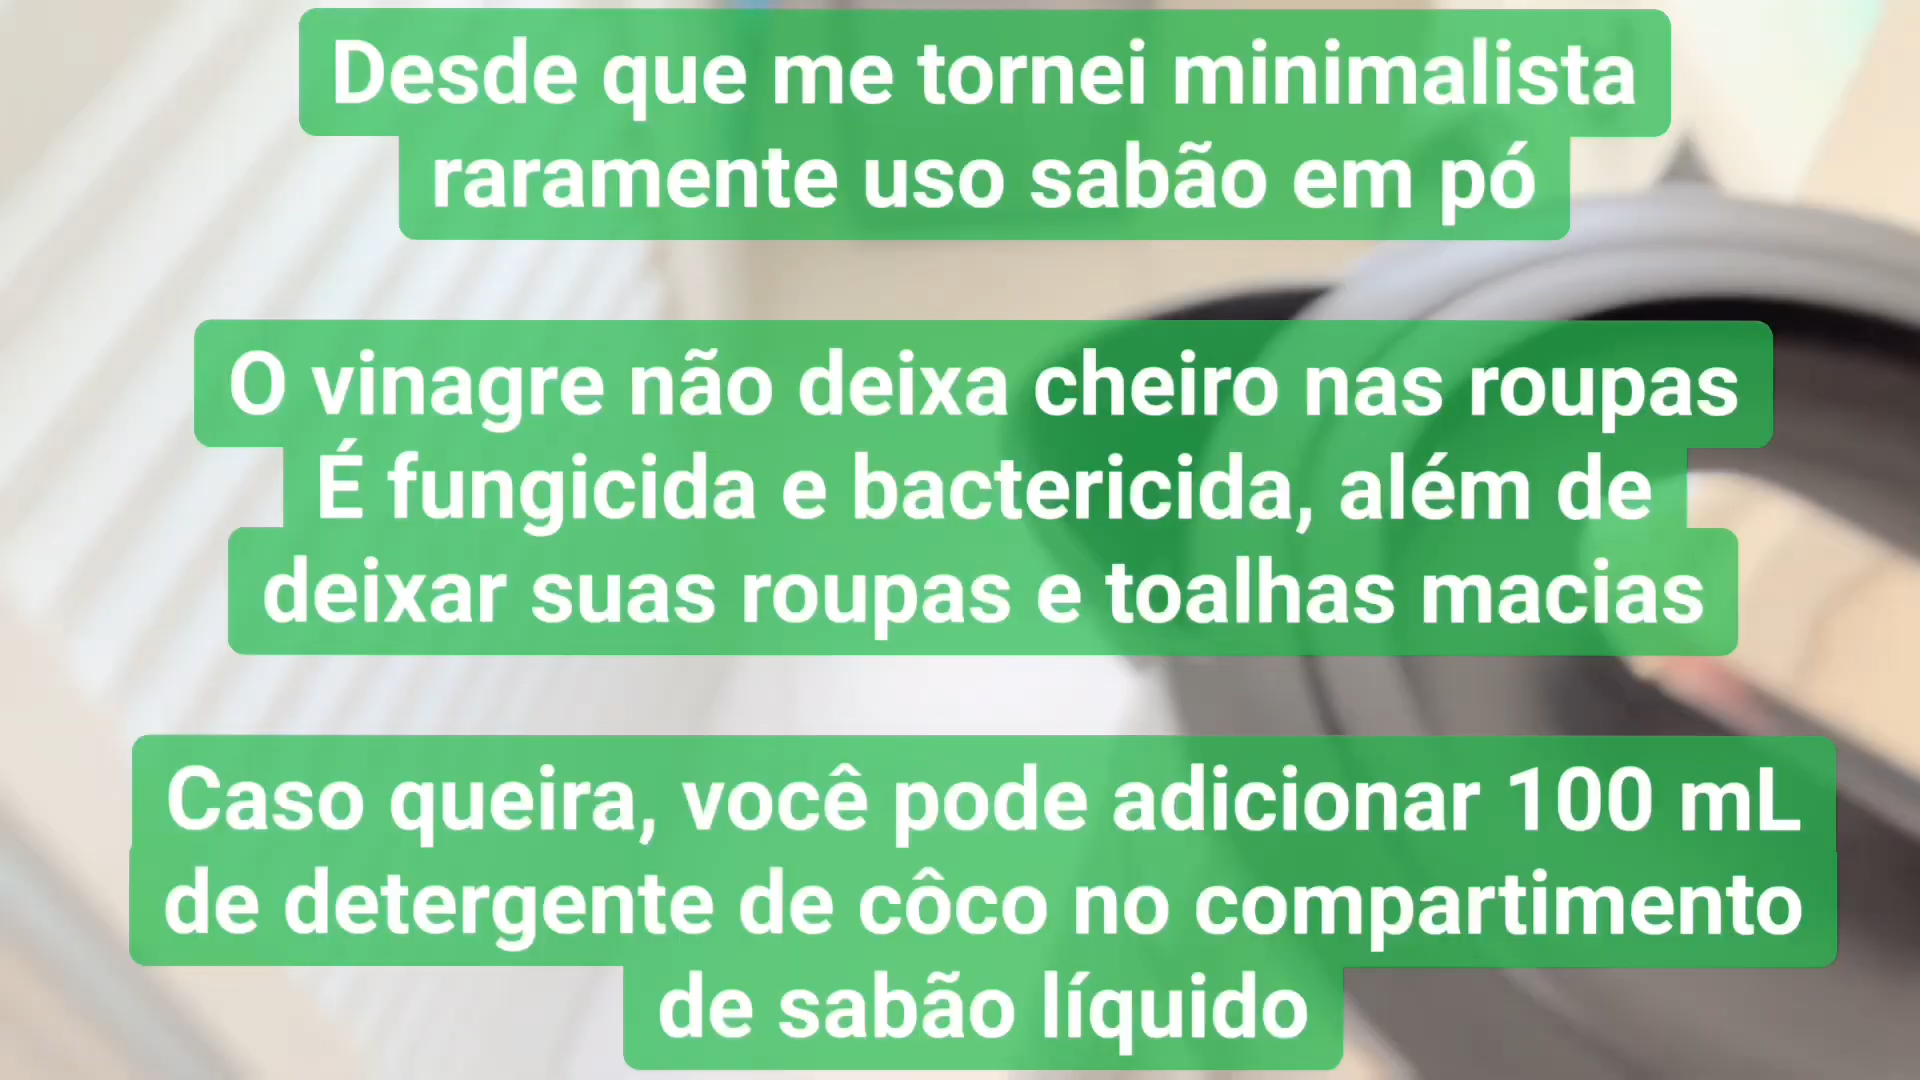 Desde que me tornei minimalista
raramente uso sabão em pó
O vinagre não deixa cheiro nas roupas
É fungicida e bactericida, além de
deixar suas roupas e toalhas macias
Caso queira, você pode adicionar 100 mL
de detergente de côco no compartimento
de sabão líquido